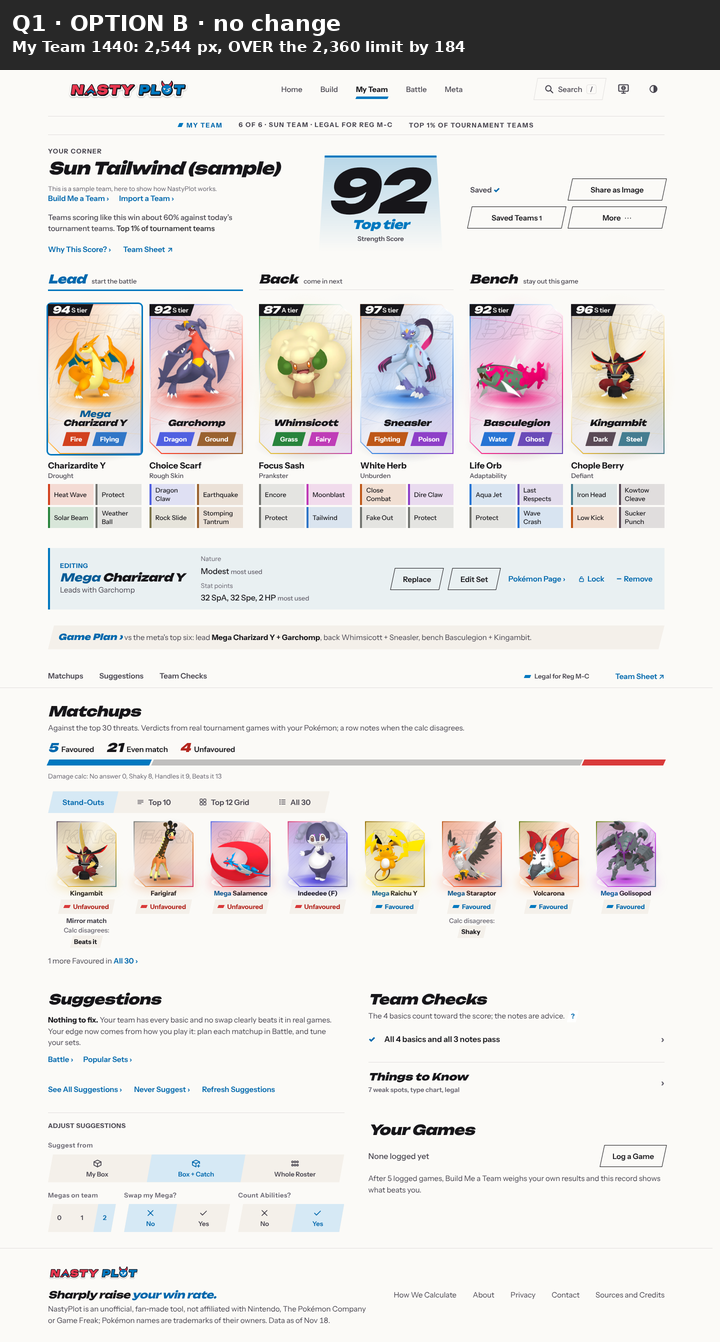 Q1 · OPTION B · no change
My Team 1440: 2,544 px, OVER the 2,360 limit by 184
NASTY PLOT
Home Build My Team Battle Meta
Search /
MY TEAM 6 OF 6 · SUN TEAM · LEGAL FOR REG M-C TOP 1% OF TOURNAMENT TEAMS
YOUR CORNER
Sun Tailwind (sample)
This is a sample team, here to show how NastyPlot works.
Build Me a Team › Import a Team ›
Teams scoring like this win about 60% against today's
tournament teams. Top 1% of tournament teams
Why This Score? › Team Sheet ↗
92
Top tier
Strength Score
Saved ✓ Share as Image
Saved Teams 1 More ···
Lead start the battle
Back come in next
Bench stay out this game
94 S tier
92 S tier
87 A tier
97 S tier
92 S tier
96 S tier
Mega
Charizard Y
Garchomp
Whimsicott
Sneasler
Basculegion
Kingambit
Fire Flying
Dragon Ground
Grass Fairy
Fighting Poison
Water Ghost
Dark Steel
Charizardite Y
Drought
Heat Wave Protect
Solar Beam Weather Ball
Choice Scarf
Rough Skin
Dragon Claw Earthquake
Rock Slide Stomping Tantrum
Focus Sash
Prankster
Encore Moonblast
Protect Tailwind
White Herb
Unburden
Close Combat Dire Claw
Fake Out Protect
Life Orb
Adaptability
Aqua Jet Last Respects
Protect Wave Crash
Chople Berry
Defiant
Iron Head Kowtow Cleave
Low Kick Sucker Punch
EDITING
Mega Charizard Y
Leads with Garchomp
Nature
Modest most used
Stat points
32 SpA, 32 Spe, 2 HP most used
Replace Edit Set Pokémon Page › Lock − Remove
Game Plan › vs the meta's top six: lead Mega Charizard Y + Garchomp, back Whimsicott + Sneasler, bench Basculegion + Kingambit.
Matchups Suggestions Team Checks
Legal for Reg M-C Team Sheet ↗
Matchups
Against the top 30 threats. Verdicts from real tournament games with your Pokémon; a row notes when the calc disagrees.
5 Favoured 21 Even match 4 Unfavoured
Damage calc: No answer 0, Shaky 8, Handles it 9, Beats it 13
Stand-Outs Top 10 Top 12 Grid All 30
Kingambit
Unfavoured
Mirror match
Calc disagrees:
Beats it
Farigiraf
Unfavoured
Mega Salamence
Unfavoured
Indeedee (F)
Unfavoured
Mega Raichu Y
Favoured
Mega Staraptor
Favoured
Calc disagrees:
Shaky
Volcarona
Favoured
Mega Golisopod
Favoured
1 more Favoured in All 30 ›
Suggestions
Nothing to fix. Your team has every basic and no swap clearly beats it in real games.
Your edge now comes from how you play it: plan each matchup in Battle, and tune
your sets.
Battle › Popular Sets ›
See All Suggestions › Never Suggest › Refresh Suggestions
ADJUST SUGGESTIONS
Suggest from
My Box Box + Catch Whole Roster
Megas on team
0 1 2
Swap my Mega?
No Yes
Count Abilities?
No Yes
Team Checks
The 4 basics count toward the score; the notes are advice. ?
✓ All 4 basics and all 3 notes pass ›
Things to Know ›
7 weak spots, type chart, legal
Your Games
None logged yet Log a Game
After 5 logged games, Build Me a Team weighs your own results and this record shows
what beats you.
NASTY PLOT
Sharply raise your win rate.
NastyPlot is an unofficial, fan-made tool, not affiliated with Nintendo, The Pokémon Company
or Game Freak; Pokémon names are trademarks of their owners. Data as of Nov 18.
How We Calculate About Privacy Contact Sources and Credits